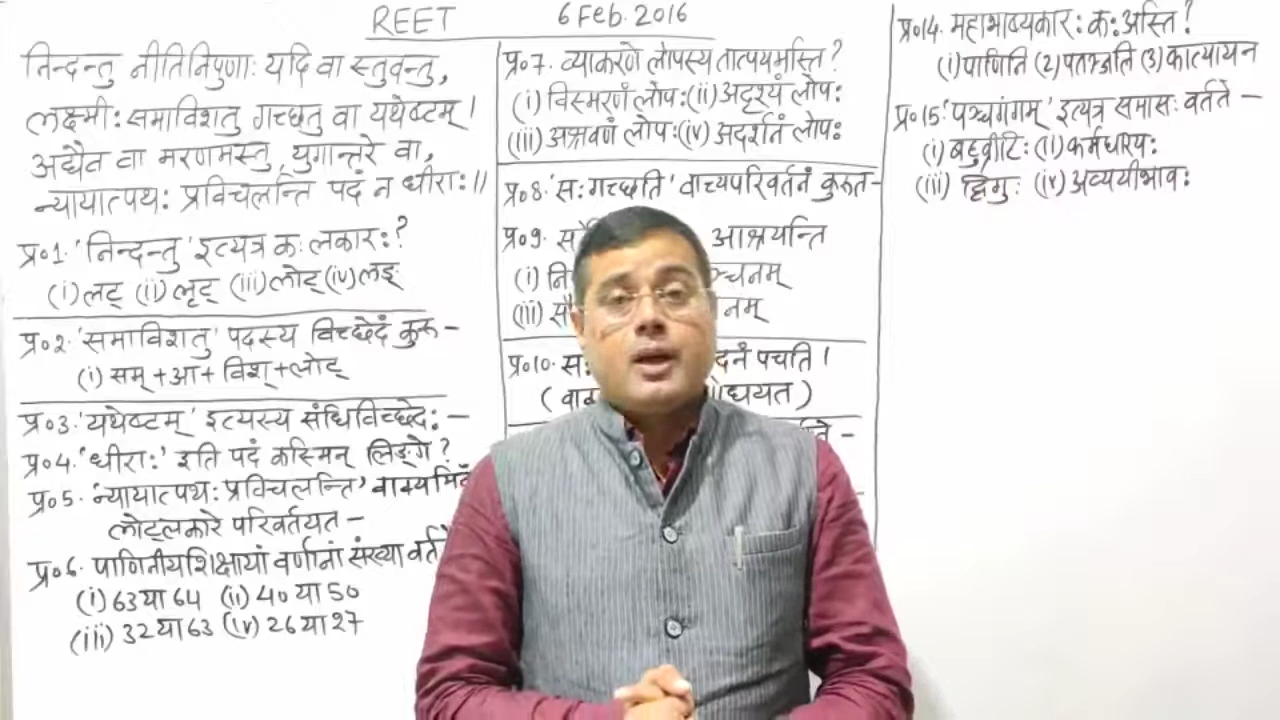 REET 6 Feb. 2016
निन्दन्तु नीतिनिपुणाः यदि वा स्तुवन्तु,
लक्ष्मीः समाविशतु गच्छतु वा यथेष्टम्।
अद्यैव वा मरणमस्तु, युगान्तरे वा,
न्यायात्पथः प्रविचलन्ति पदं न धीराः॥
प्र०1. 'निन्दन्तु' इत्यत्र कः लकारः?
(i) लट् (ii) लृट् (iii) लोट् (iv) लङ्
प्र०2. 'समाविशतु' पदस्य विच्छेदं कुरु –
(i) सम् + आ + विश् + लोट्
प्र०3. 'यथेष्टम्' इत्यस्य संधिविच्छेदः –
प्र०4. 'धीराः' इति पदं कस्मिन् लिङ्गे?
प्र०5. 'न्यायात्पथः प्रविचलन्ति' वाक्यमिदं
लोट्लकारे परिवर्तयत –
प्र०6. पाणिनीयशिक्षायां वर्णानां संख्या वर्तते
(i) 63 या 64 (ii) 40 या 50
(iii) 32 या 63 (iv) 26 या 27
प्र०7. व्याकरणे लोपस्य तात्पर्यमस्ति?
(i) विस्मरणं लोपः (ii) अदृश्यं लोपः
(iii) अश्रवणं लोपः (iv) अदर्शनं लोपः
प्र०8. 'सः गच्छति' वाच्यपरिवर्तनं कुरुत –
प्र०9. आश्रयन्ति
(i)
(iii)
प्र०10. पचति।
प्र०14. महाभाष्यकारः कः अस्ति?
(i) पाणिनि (2) पतञ्जलि (3) कात्यायन
प्र०15. 'पञ्चगंगम्' इत्यत्र समासः वर्तते –
(i) बहुव्रीहिः (ii) कर्मधारयः
(iii) द्विगुः (iv) अव्ययीभावः